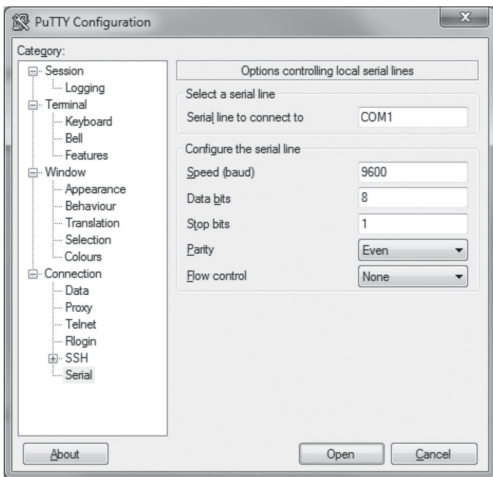 PuTTY Configuration
X
Category:
Session
Logging
Terminal
Keyboard
Bell
Features
Window
Appearance
Behaviour
Translation
Selection
Colours
Connection
Data
Proxy
Telnet
Rlogin
SSH
Serial
Options controlling local serial lines
Select a serial line
Serial line to connect to COM1
Configure the serial line
Speed (baud) 9600
Data bits 8
Stop bits 1
Parity Even
Flow control None
About Open Cancel